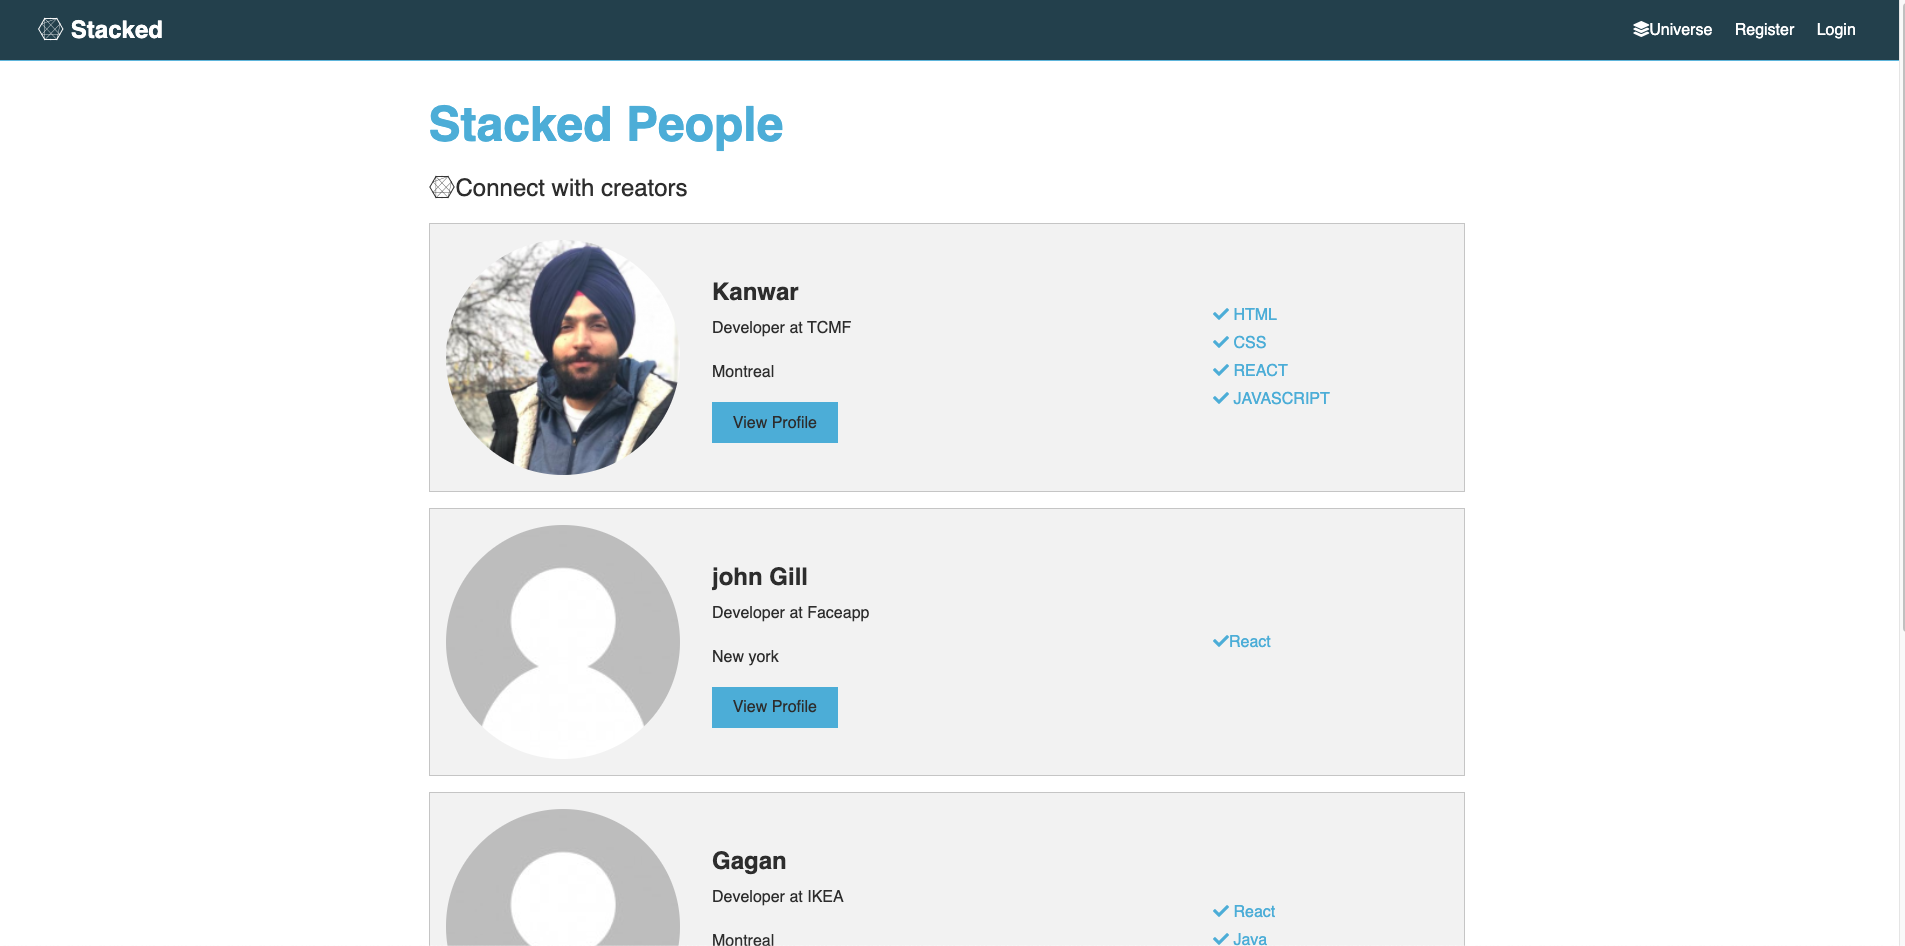 Stacked
Universe Register Login
Stacked People
Connect with creators
Kanwar
Developer at TCMF
Montreal
View Profile
HTML
CSS
REACT
JAVASCRIPT
john Gill
Developer at Faceapp
New york
View Profile
React
Gagan
Developer at IKEA
Montreal
React
Java